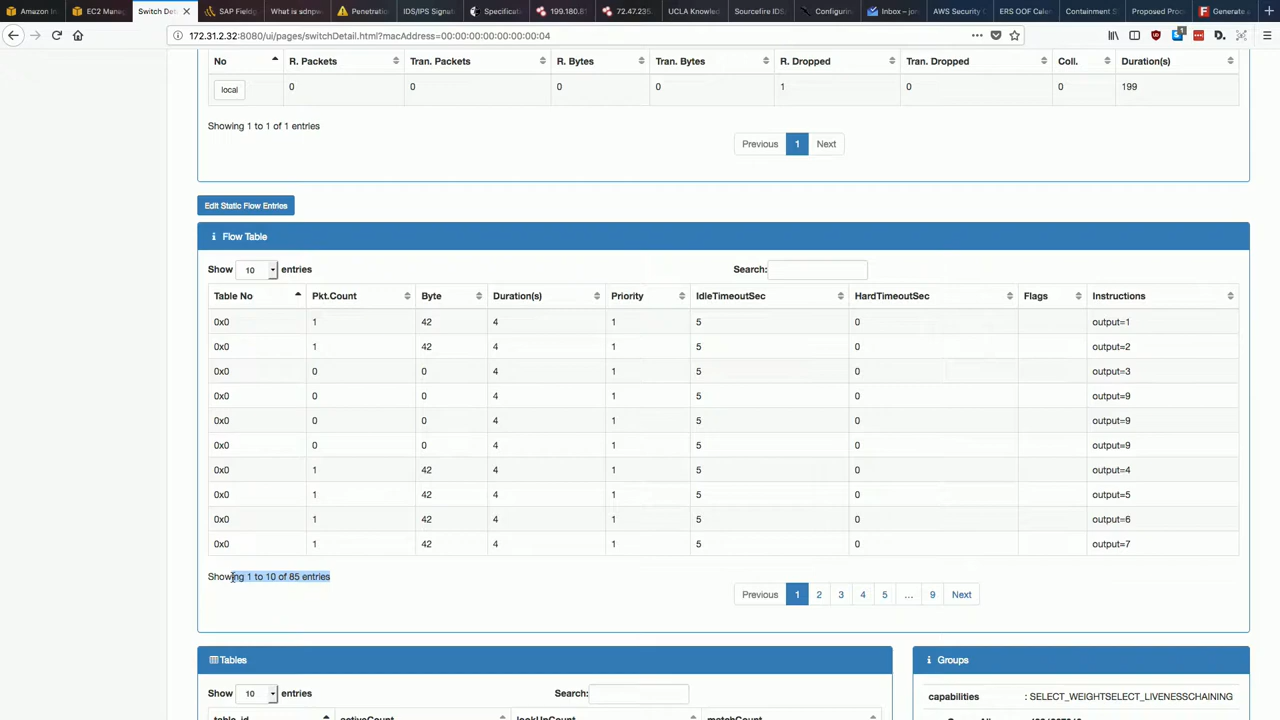 Amazon In
EC2 Manag
Switch Det
SAP Fieldg
What is sdnpw
Penetratio
IDS/IPS Signat
Specificati
199.180.8
72.47.235.
UCLA Knowled
Sourcefire IDS
Configuri
Inbox – jon
AWS Security G
ERS OOF Calen
Containment St
Proposed Proc
Generate a
172.31.2.32:8080/ui/pages/switchDetail.html?macAddress=00:00:00:00:00:00:00:04
No R. Packets Tran. Packets R. Bytes Tran. Bytes R. Dropped Tran. Dropped Coll. Duration(s)
local 0 0 0 0 1 0 0 199
Showing 1 to 1 of 1 entries
Previous 1 Next
Edit Static Flow Entries
Flow Table
Show 10 entries Search:
Table No Pkt.Count Byte Duration(s) Priority IdleTimeoutSec HardTimeoutSec Flags Instructions
0x0 1 42 4 1 5 0 output=1
0x0 1 42 4 1 5 0 output=2
0x0 0 0 4 1 5 0 output=3
0x0 0 0 4 1 5 0 output=9
0x0 0 0 4 1 5 0 output=9
0x0 0 0 4 1 5 0 output=9
0x0 1 42 4 1 5 0 output=4
0x0 1 42 4 1 5 0 output=5
0x0 1 42 4 1 5 0 output=6
0x0 1 42 4 1 5 0 output=7
Showing 1 to 10 of 85 entries
Previous 1 2 3 4 5 … 9 Next
Tables
Show 10 entries Search:
table_id activeCount lookUpCount matchCount
Groups
capabilities : SELECT_WEIGHTSELECT_LIVENESSCHAINING